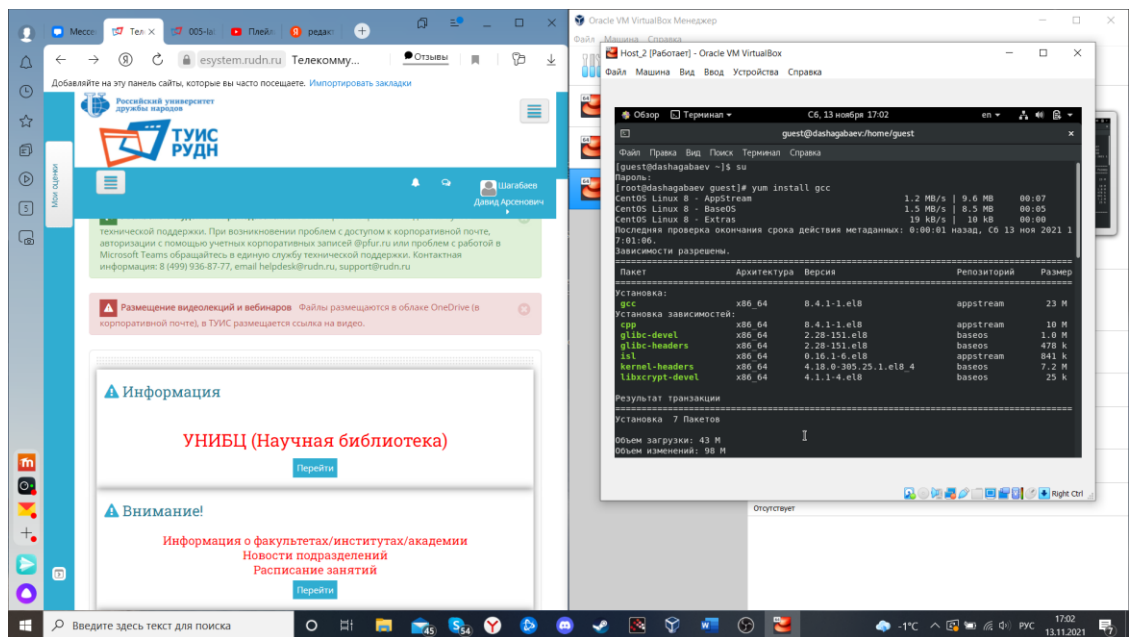 Мессе
Тел
005-la
Плейл
редак
esystem.rudn.ru Телекомму...
Отзывы
Добавляйте на эту панель сайты, которые вы часто посещаете. Импортировать закладки
Российский университет
дружбы народов
ТУИС
РУДН
Мои оценки
Шагабаев
Давид Арсенович
технической поддержки. При возникновении проблем с доступом к корпоративной почте,
авторизации с помощью учетных корпоративных записей @pfur.ru или проблем с работой в
Microsoft Teams обращайтесь в единую службу технической поддержки. Контактная
информация: 8 (499) 936-87-77, email helpdesk@rudn.ru, support@rudn.ru
Размещение видеолекций и вебинаров Файлы размещаются в облаке OneDrive (в
корпоративной почте), в ТУИС размещается ссылка на видео.
Информация
УНИБЦ (Научная библиотека)
Перейти
Внимание!
Информация о факультетах/институтах/академии
Новости подразделений
Расписание занятий
Перейти
Oracle VM VirtualBox Менеджер
Файл Машина Справка
Host_2 [Работает] - Oracle VM VirtualBox
Файл Машина Вид Ввод Устройства Справка
Обзор Терминал Сб, 13 ноября 17:02 en
guest@dashagabaev:/home/guest
Файл Правка Вид Поиск Терминал Справка
[guest@dashagabaev ~]$ su
Пароль:
[root@dashagabaev guest]# yum install gcc
CentOS Linux 8 - AppStream 1.2 MB/s | 9.6 MB 00:07
CentOS Linux 8 - BaseOS 1.5 MB/s | 8.5 MB 00:05
CentOS Linux 8 - Extras 19 kB/s | 10 kB 00:00
Последняя проверка окончания срока действия метаданных: 0:00:01 назад, Сб 13 ноя 2021 1
7:01:06.
Зависимости разрешены.
Пакет Архитектура Версия Репозиторий Размер
Установка:
gcc x86_64 8.4.1-1.el8 appstream 23 M
Установка зависимостей:
cpp x86_64 8.4.1-1.el8 appstream 10 M
glibc-devel x86_64 2.28-151.el8 baseos 1.0 M
glibc-headers x86_64 2.28-151.el8 baseos 478 k
isl x86_64 0.16.1-6.el8 appstream 841 k
kernel-headers x86_64 4.18.0-305.25.1.el8_4 baseos 7.2 M
libxcrypt-devel x86_64 4.1.1-4.el8 baseos 25 k
Результат транзакции
Установка 7 Пакетов
Объем загрузки: 43 M
Объем изменений: 98 M
Right Ctrl
Отсутствует
Введите здесь текст для поиска
45
54
-1°C
РУС
17:02
13.11.2021
7